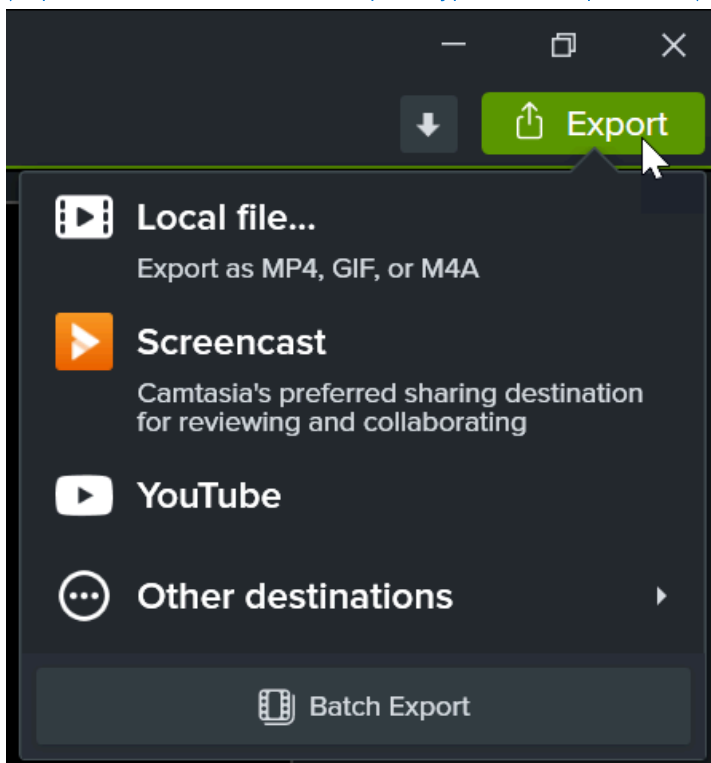 Export
Local file...
Export as MP4, GIF, or M4A
Screencast
Camtasia's preferred sharing destination
for reviewing and collaborating
YouTube
Other destinations
Batch Export